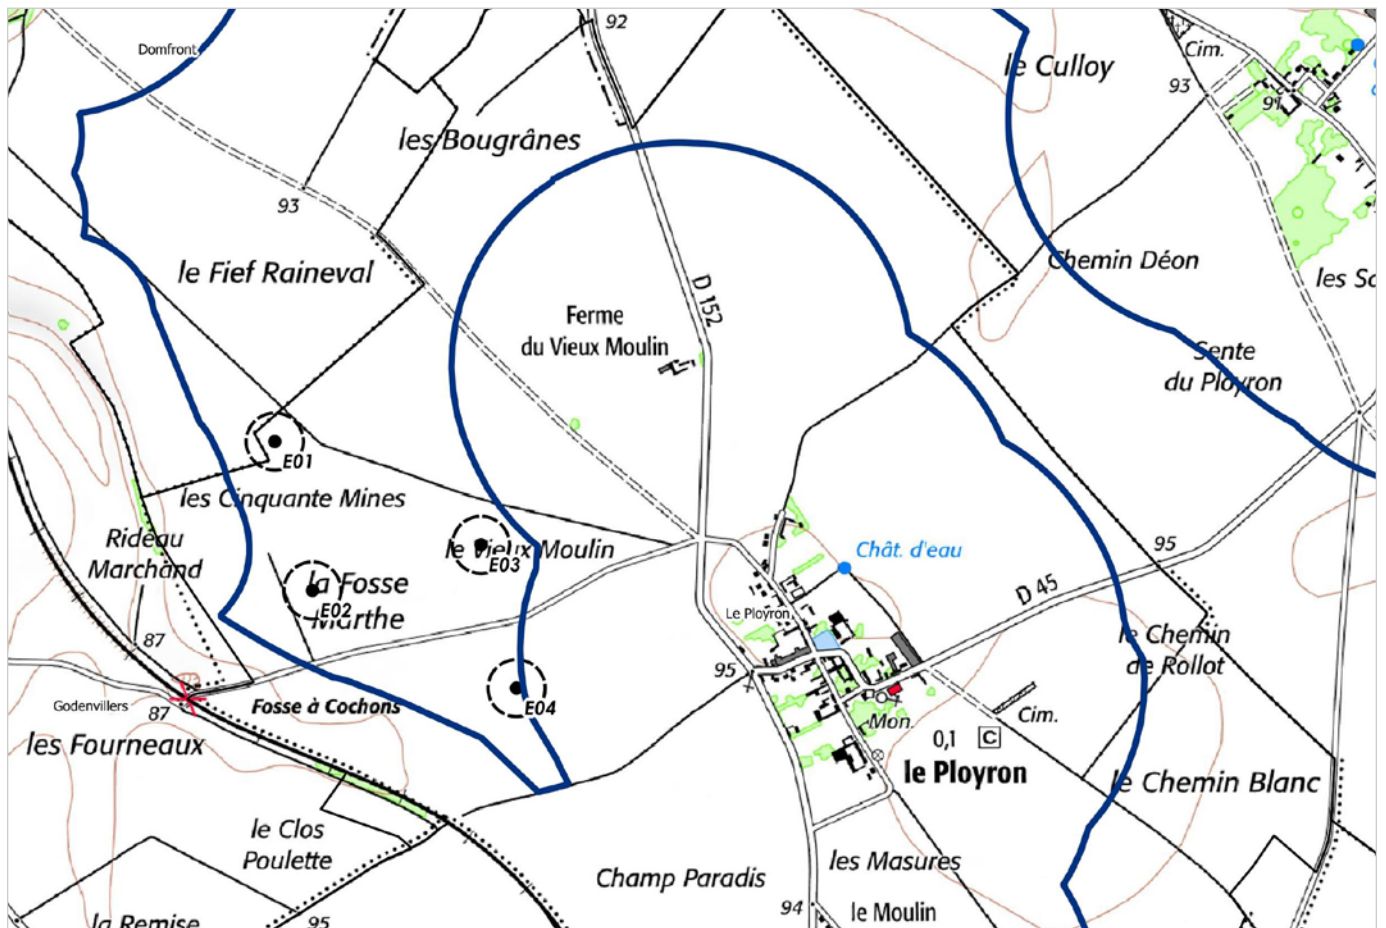 92
Domfront
le Culloy
Cim.
93
91
les Bougrânes
93
le Fief Raineval
Chemin Déon
les Sa
D 152
Ferme
du Vieux Moulin
Sente
du Ployron
E01
les Cinquante Mines
Rideau
Marchand
le Vieux Moulin
E03
Chât. d'eau
95
la Fosse
Marthe
E02
D 45
Le Ployron
87
le Chemin
de Rollot
95
Godenvillers
87
Fosse à Cochons
E04
Mon.
Cim.
les Fourneaux
0,1
C
le Ployron
le Chemin Blanc
le Clos
Poulette
les Masures
Champ Paradis
94
le Moulin
la Remise
95